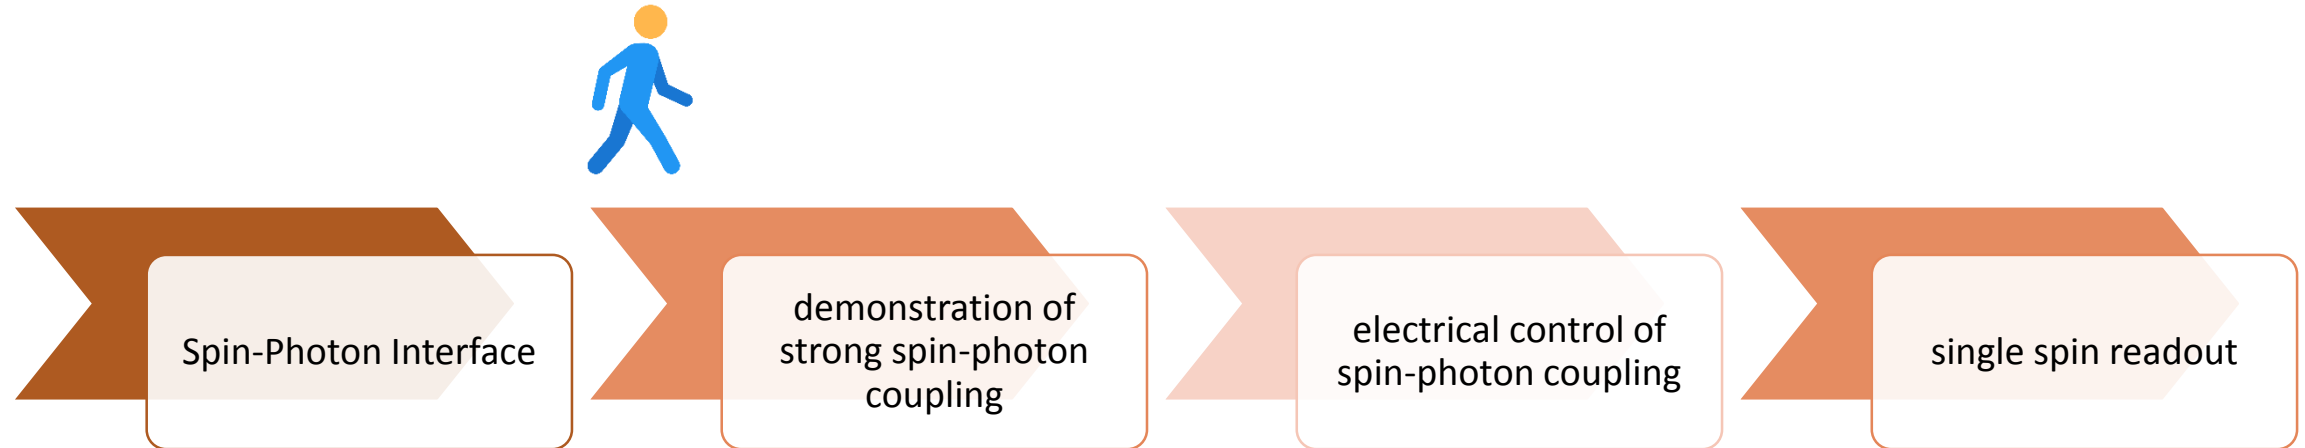 Spin-Photon Interface
demonstration of
strong spin-photon
coupling
electrical control of
spin-photon coupling
single spin readout